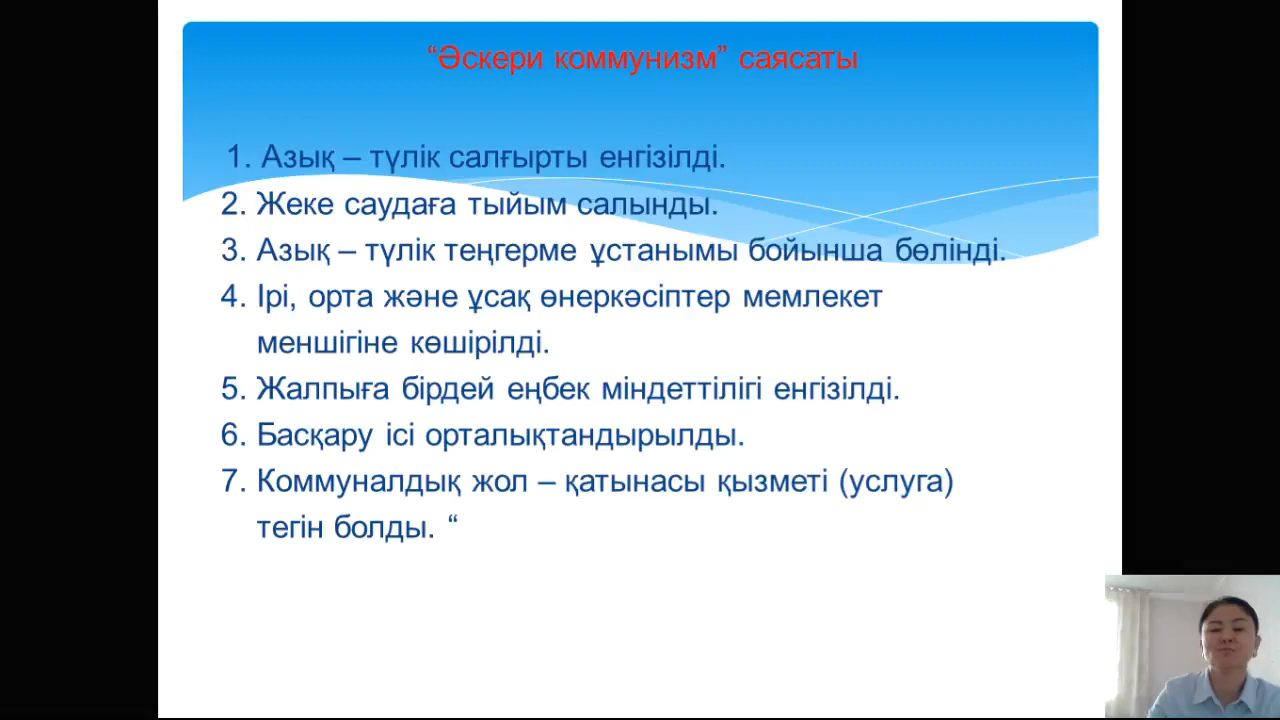 “Әскери коммунизм” саясаты
1. Азық – түлік салғырты енгізілді.
2. Жеке саудаға тыйым салынды.
3. Азық – түлік теңгерме ұстанымы бойынша бөлінді.
4. Ірі, орта және ұсақ өнеркәсіптер мемлекет
меншігіне көшірілді.
5. Жалпыға бірдей еңбек міндеттілігі енгізілді.
6. Басқару ісі орталықтандырылды.
7. Коммуналдық жол – қатынасы қызметі (услуга)
тегін болды. “